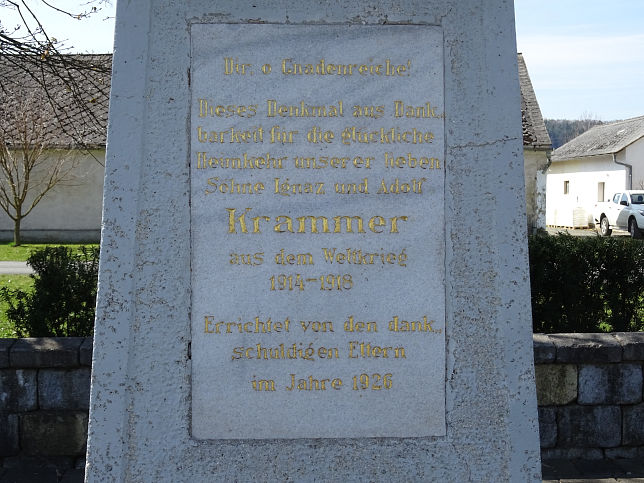 Dir o Gnadenreiche!
Dieses Denkmal aus Dank„
barkeit für die glückliche
Heimkehr unserer lieben
Söhne Ignaz und Adolf
Krammer
aus dem Weltkrieg
1914-1918
Errichtet von den dank„
schuldigen Eltern
im Jahre 1926